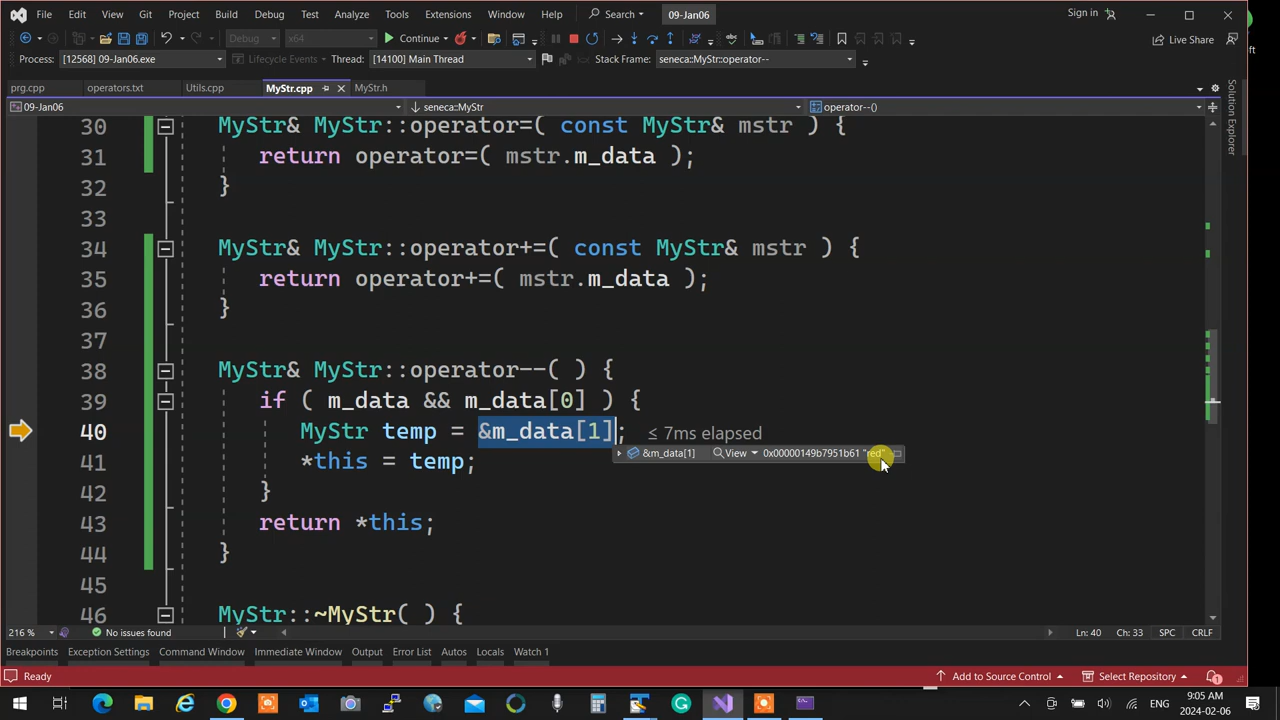 File Edit View Git Project Build Debug Test Analyze Tools Extensions Window Help Search 09-Jan06 Sign in
Debug x64 Continue Live Share
Process: [12568] 09-Jan06.exe Lifecycle Events Thread: [14100] Main Thread Stack Frame: seneca::MyStr::operator--
prg.cpp operators.txt Utils.cpp MyStr.cpp MyStr.h
09-Jan06 seneca::MyStr operator--()
30 MyStr& MyStr::operator=( const MyStr& mstr ) {
31 return operator=( mstr.m_data );
32 }
33
34 MyStr& MyStr::operator+=( const MyStr& mstr ) {
35 return operator+=( mstr.m_data );
36 }
37
38 MyStr& MyStr::operator--( ) {
39 if ( m_data && m_data[0] ) {
40 MyStr temp = &m_data[1]; ≤ 7ms elapsed
&m_data[1] View 0x00000149b7951b61 "red"
41 *this = temp;
42 }
43 return *this;
44 }
45
46 MyStr::~MyStr( ) {
216 % No issues found Ln: 40 Ch: 33 SPC CRLF
Breakpoints Exception Settings Command Window Immediate Window Output Error List Autos Locals Watch 1
Ready Add to Source Control Select Repository 1
ENG 9:05 AM
2024-02-06
Solution Explorer
ft